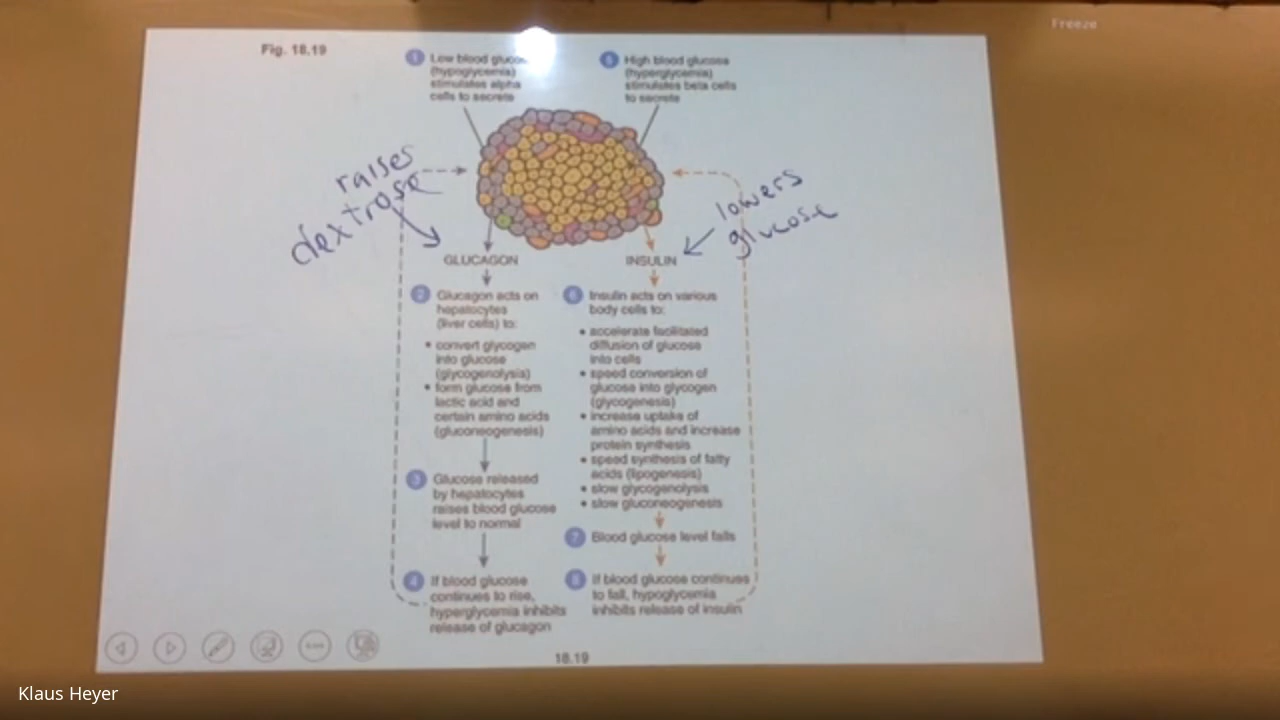 Freeze
Fig. 18.19
1 Low blood glucose
(hypoglycemia)
stimulates alpha
cells to secrete
5 High blood glucose
(hyperglycemia)
stimulates beta cells
to secrete
raises
dextrose
lowers
glucose
GLUCAGON
INSULIN
2 Glucagon acts on
hepatocytes
(liver cells) to:
• convert glycogen
into glucose
(glycogenolysis)
• form glucose from
lactic acid and
certain amino acids
(gluconeogenesis)
3 Glucose released
by hepatocytes
raises blood glucose
level to normal
4 If blood glucose
continues to rise,
hyperglycemia inhibits
release of glucagon
6 Insulin acts on various
body cells to:
• accelerate facilitated
diffusion of glucose
into cells
• speed conversion of
glucose into glycogen
(glycogenesis)
• increase uptake of
amino acids and increase
protein synthesis
• speed synthesis of fatty
acids (lipogenesis)
• slow glycogenolysis
• slow gluconeogenesis
7 Blood glucose level falls
8 If blood glucose continues
to fall, hypoglycemia
inhibits release of insulin
18.19
Klaus Heyer